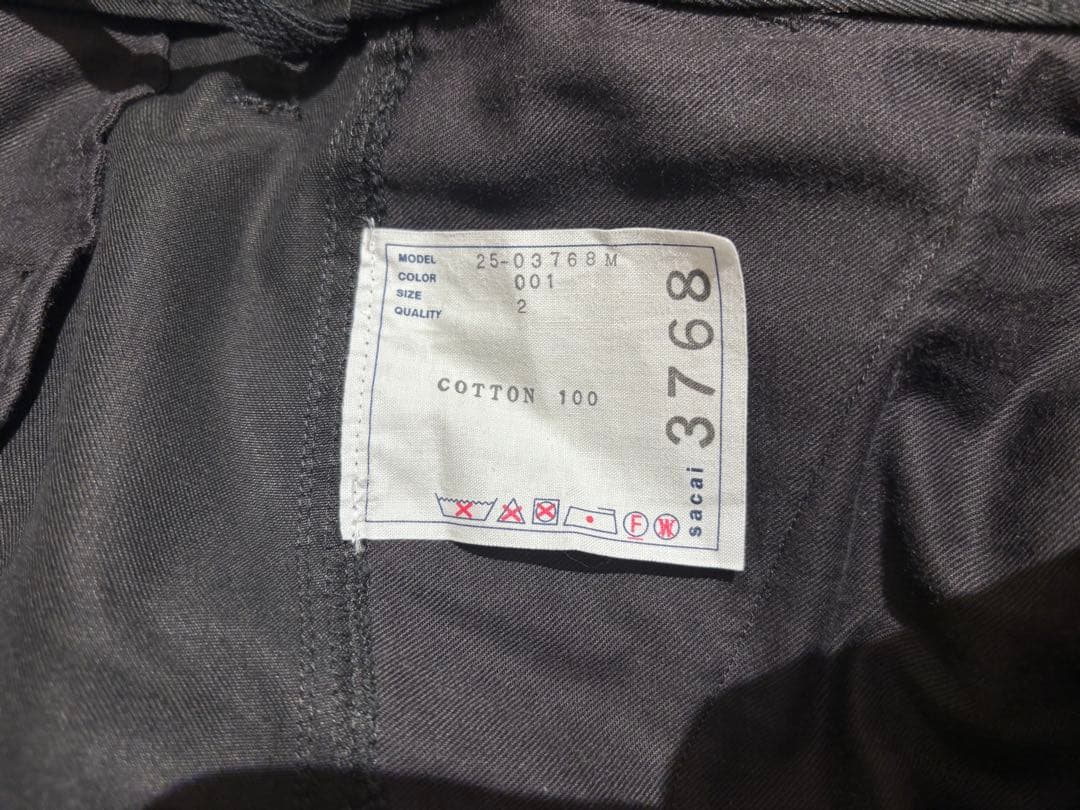 MODEL 25-03768M
COLOR 001
SIZE 2
QUALITY
COTTON 100
sacai 3768
F W